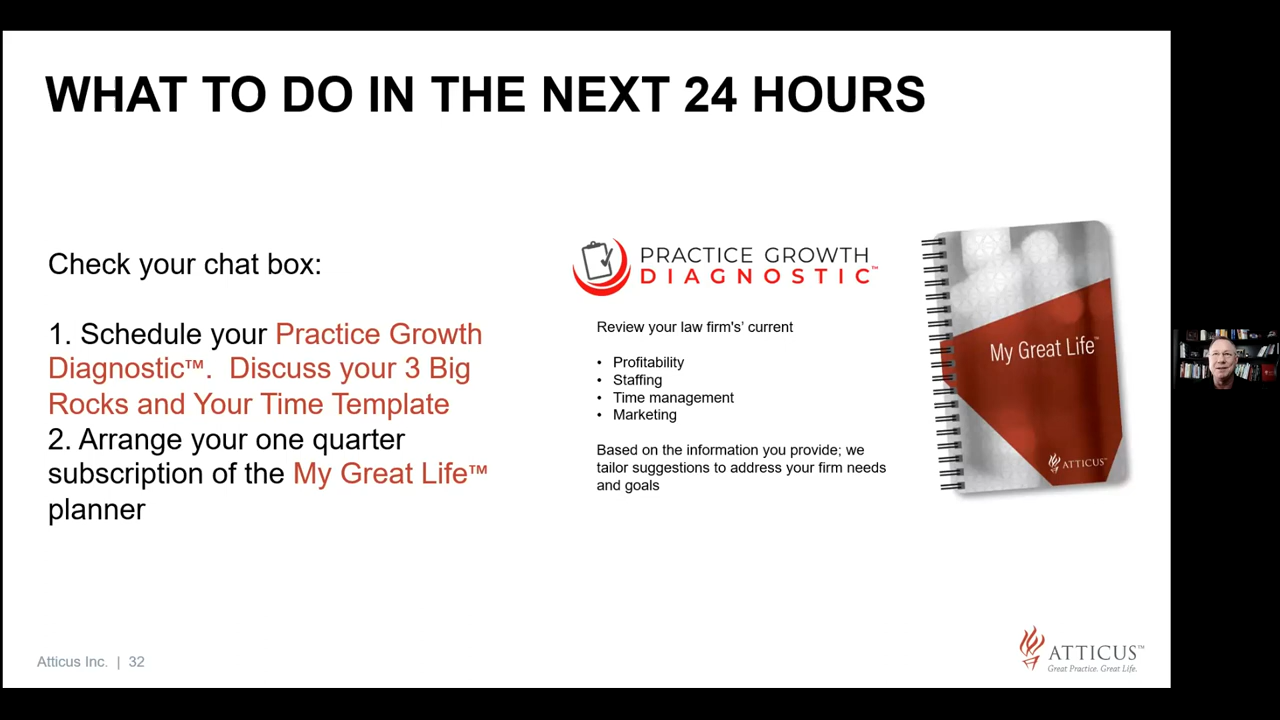 WHAT TO DO IN THE NEXT 24 HOURS
Check your chat box:
1. Schedule your Practice Growth
Diagnostic™.  Discuss your 3 Big
Rocks and Your Time Template
2. Arrange your one quarter
subscription of the My Great Life™
planner
PRACTICE GROWTH
DIAGNOSTIC™
Review your law firm's' current
• Profitability
• Staffing
• Time management
• Marketing
Based on the information you provide; we
tailor suggestions to address your firm needs
and goals
My Great Life™
ATTICUS™
Atticus Inc. | 32
ATTICUS™
Great Practice. Great Life.